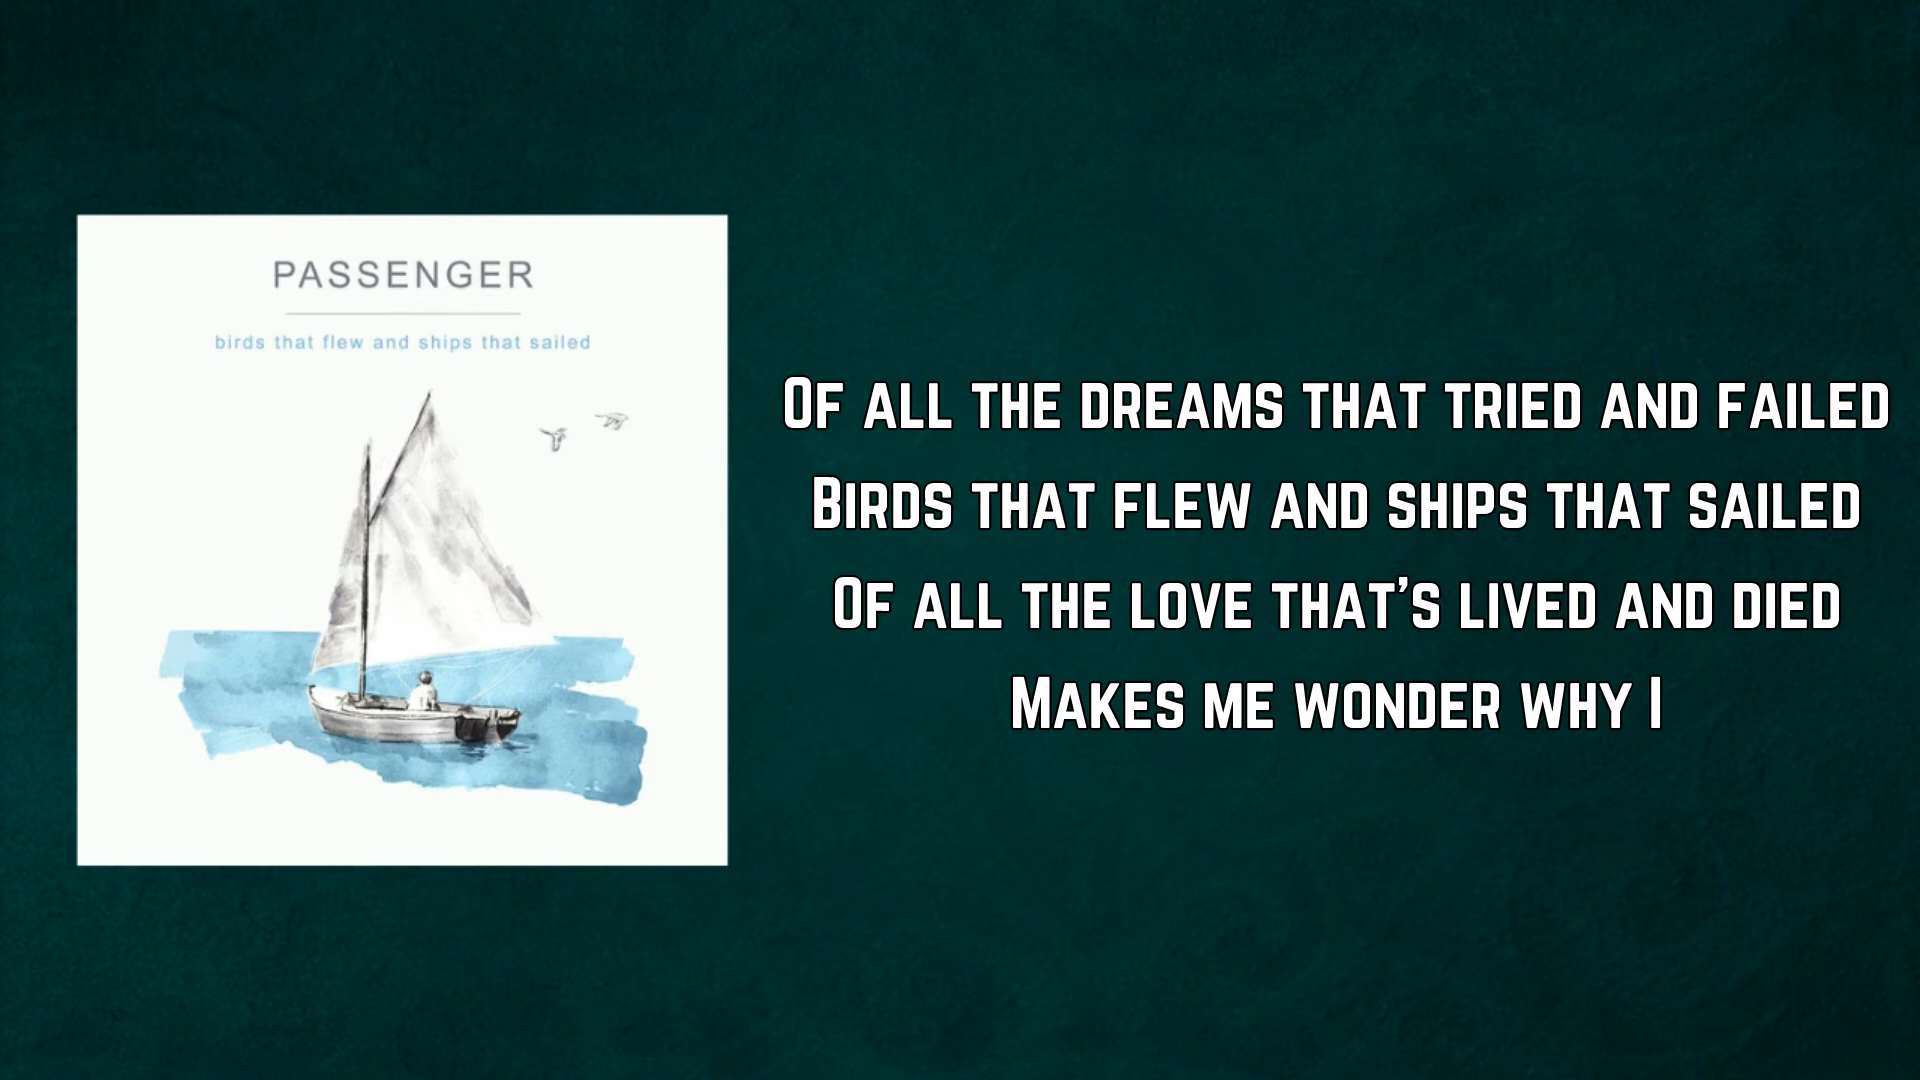 PASSENGER
birds that flew and ships that sailed
Of all the dreams that tried and failed
Birds that flew and ships that sailed
Of all the love that's lived and died
Makes me wonder why I